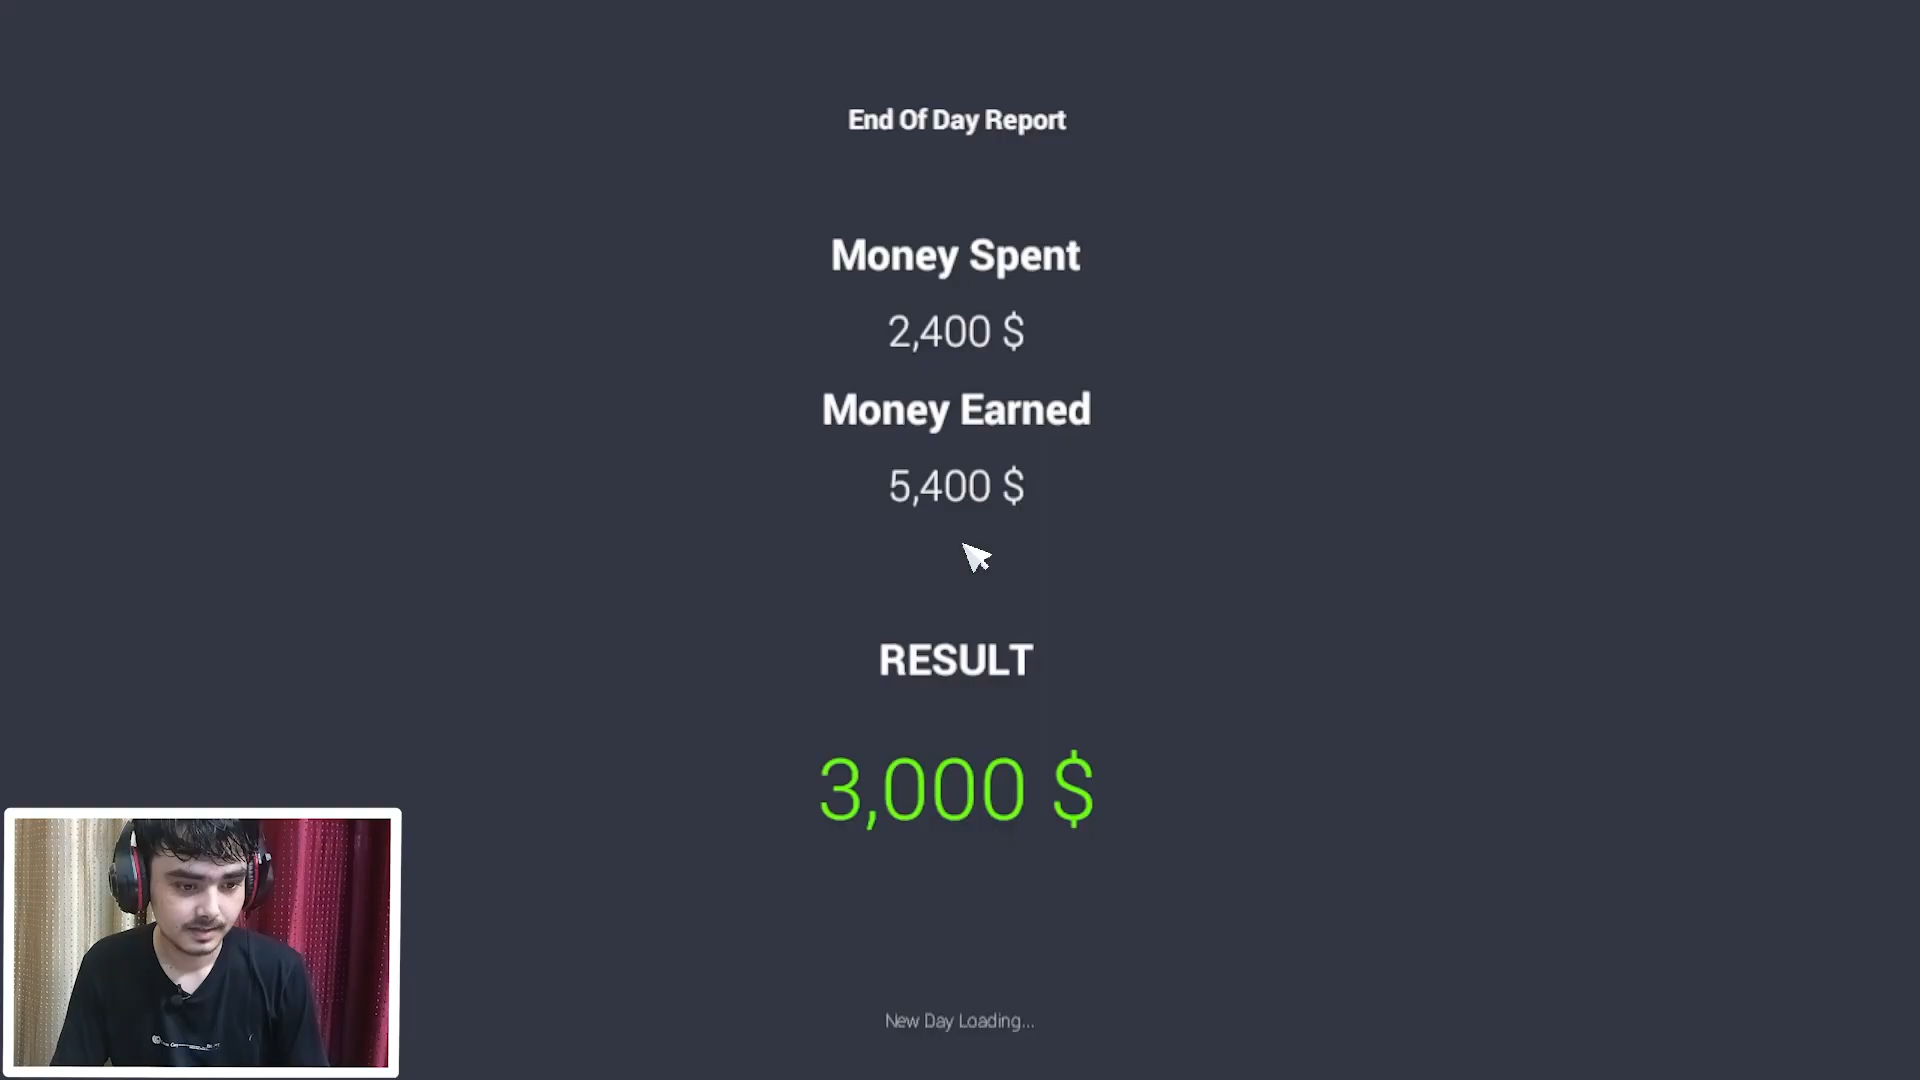 End Of Day Report
Money Spent
2,400 $
Money Earned
5,400 $
RESULT
3,000 $
New Day Loading...